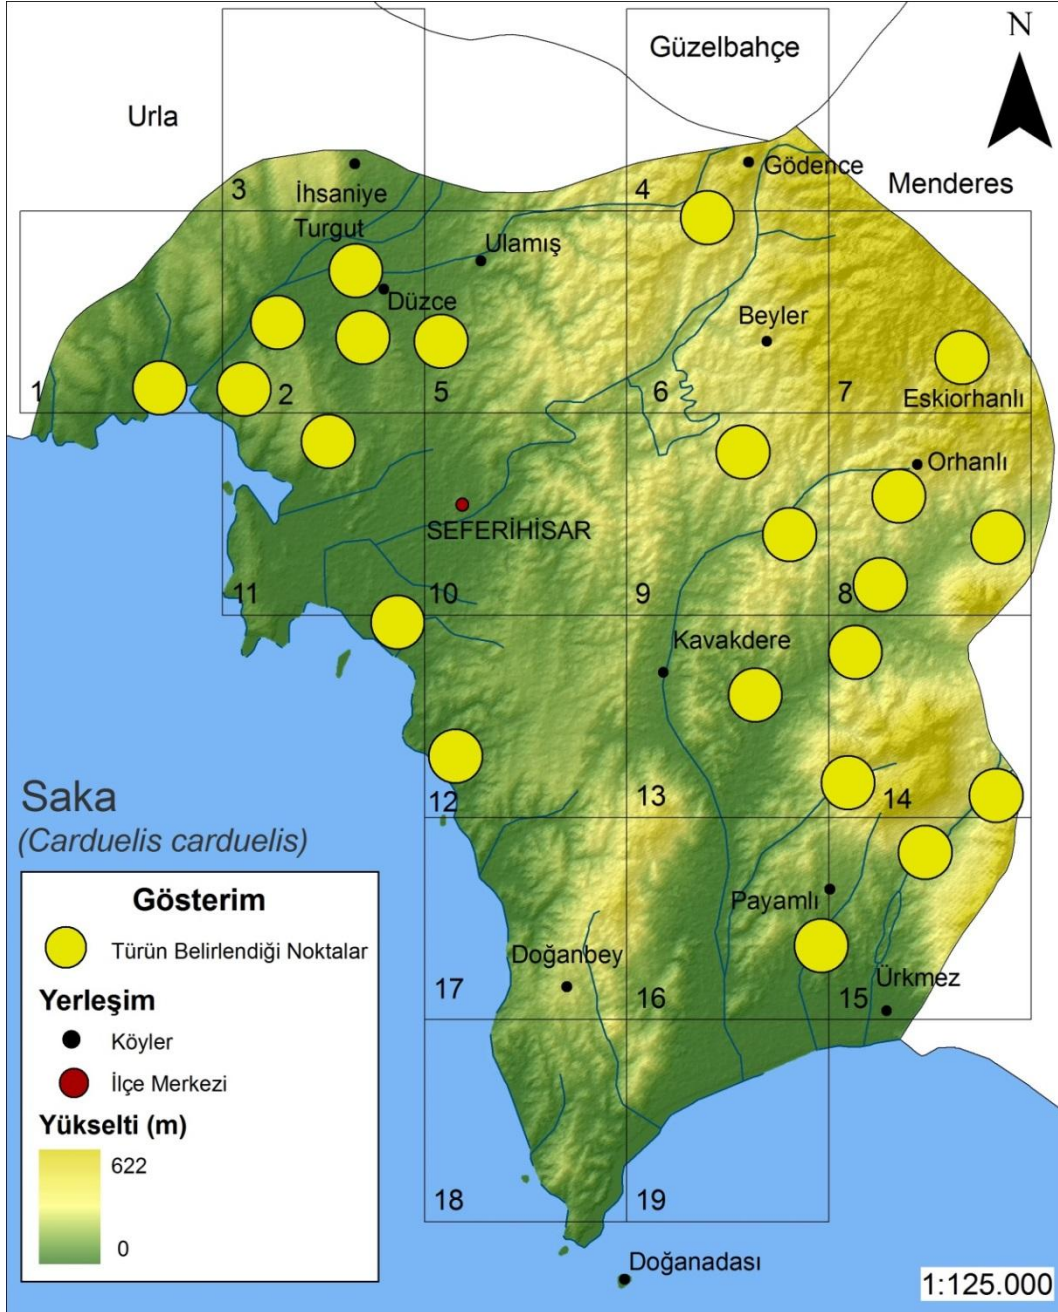 N
Güzelbahçe
Urla
Gödence
3
4
İhsaniye
Menderes
Turgut
Ulamış
Düzce
Beyler
1
2
5
6
7
Eskiorhanlı
Orhanlı
SEFERİHİSAR
11
10
9
8
Kavakdere
Saka
12
13
14
(Carduelis carduelis)
Gösterim
Payamlı
Türün Belirlendiği Noktalar
Doğanbey
Ürkmez
Yerleşim
17
16
15
Köyler
İlçe Merkezi
Yükselti (m)
622
18
19
0
Doğanadası
1:125.000